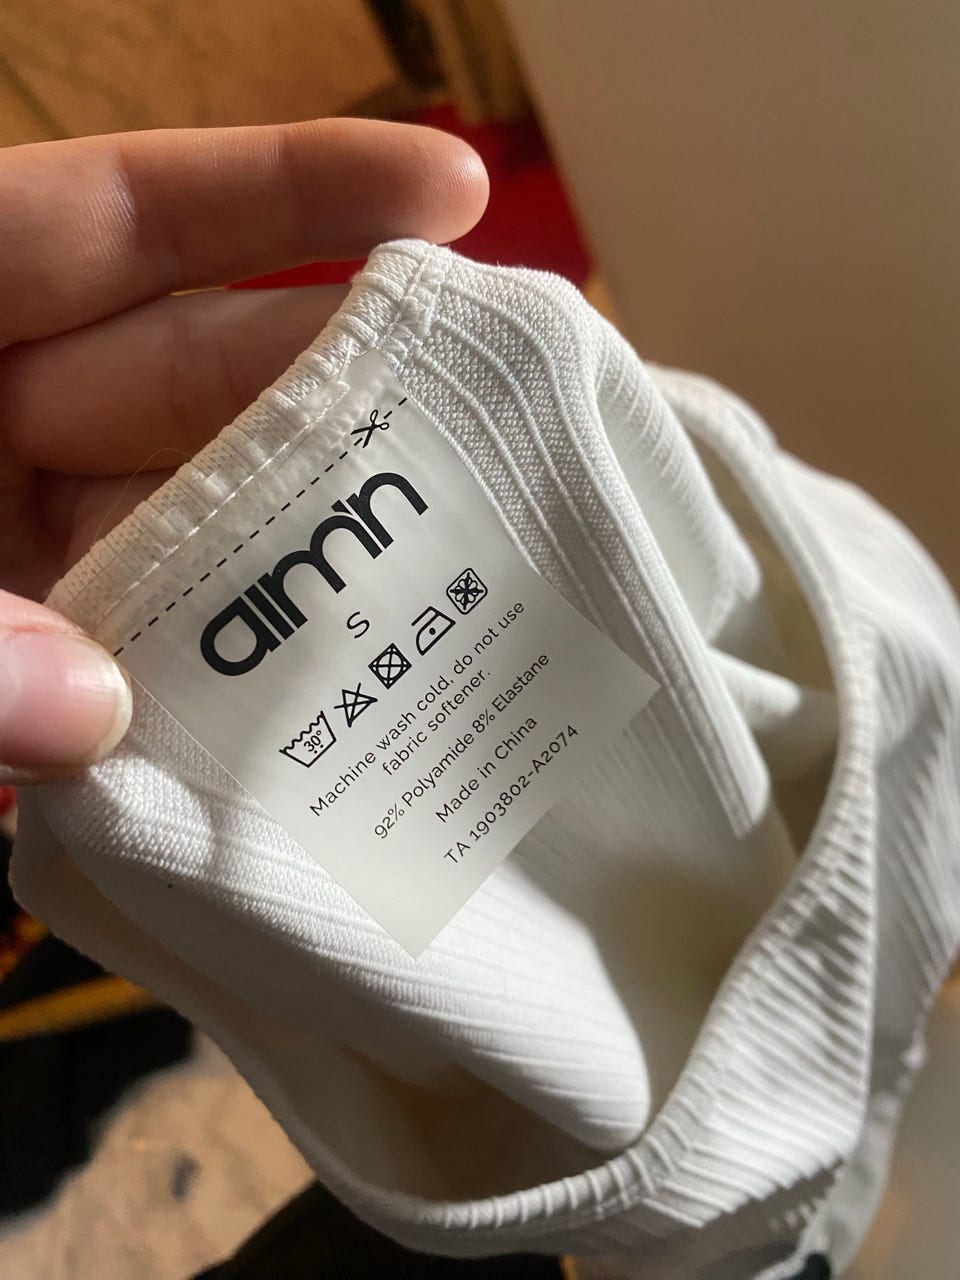 aim'n
S
30°
Machine wash cold, do not use
fabric softener.
92% Polyamide 8% Elastane
Made in China
TA 1903802-A2074